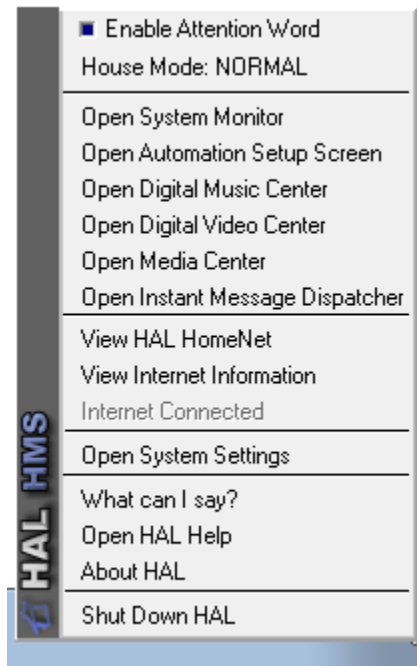 Enable Attention Word
House Mode: NORMAL
Open System Monitor
Open Automation Setup Screen
Open Digital Music Center
Open Digital Video Center
Open Media Center
Open Instant Message Dispatcher
View HAL HomeNet
View Internet Information
Internet Connected
Open System Settings
What can I say?
Open HAL Help
About HAL
Shut Down HAL
HAL HMS